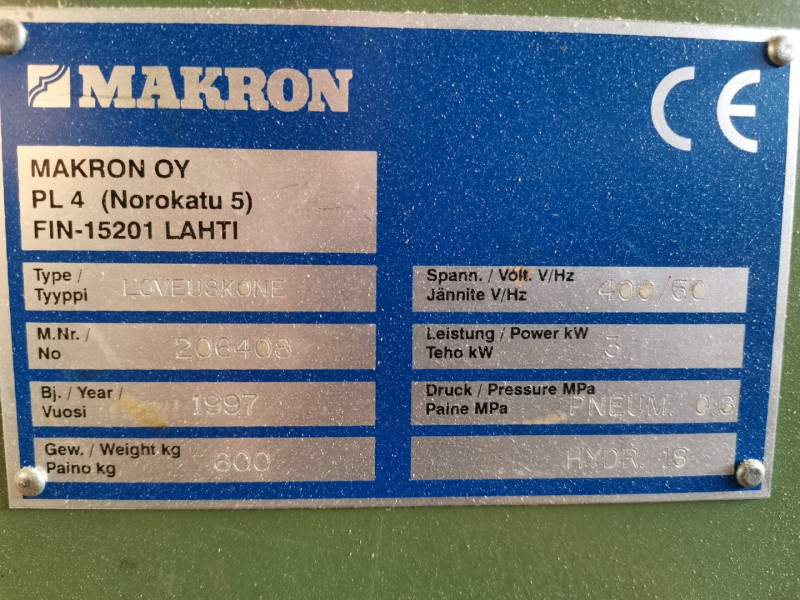 MAKRON
CE
MAKRON OY
PL 4 (Norokatu 5)
FIN-15201 LAHTI
Type /
Tyyppi LOVEUSKONE
M.Nr. /
No 206408
Bj. / Year /
Vuosi 1997
Gew. / Weight kg
Paino kg 600
Spann. / Volt. V/Hz
Jännite V/Hz 400/50
Leistung / Power kW
Teho kW 3
Druck / Pressure MPa
Paine MPa PNEUM. 0.6
HYDR. 16